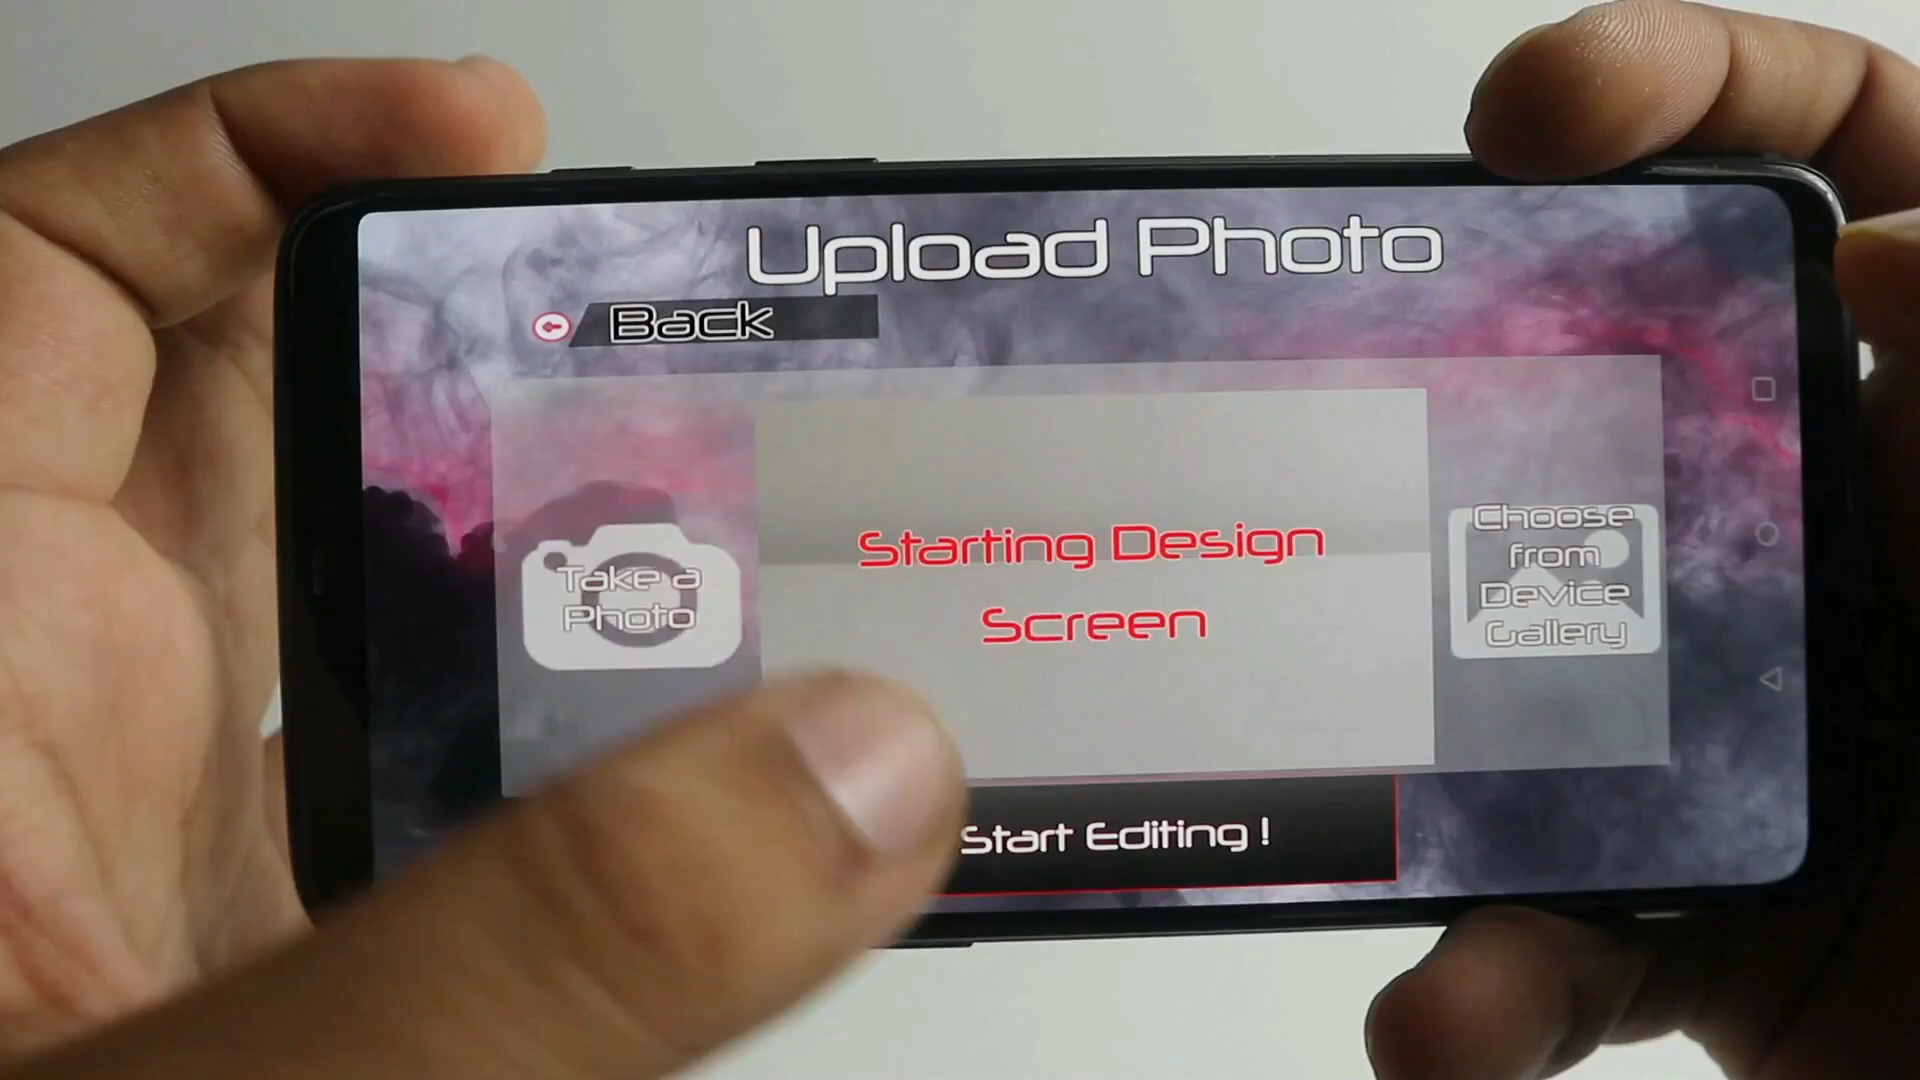 Upload Photo
Back
Take a
Photo
Starting Design
Screen
Choose
from
Device
Gallery
Start Editing !